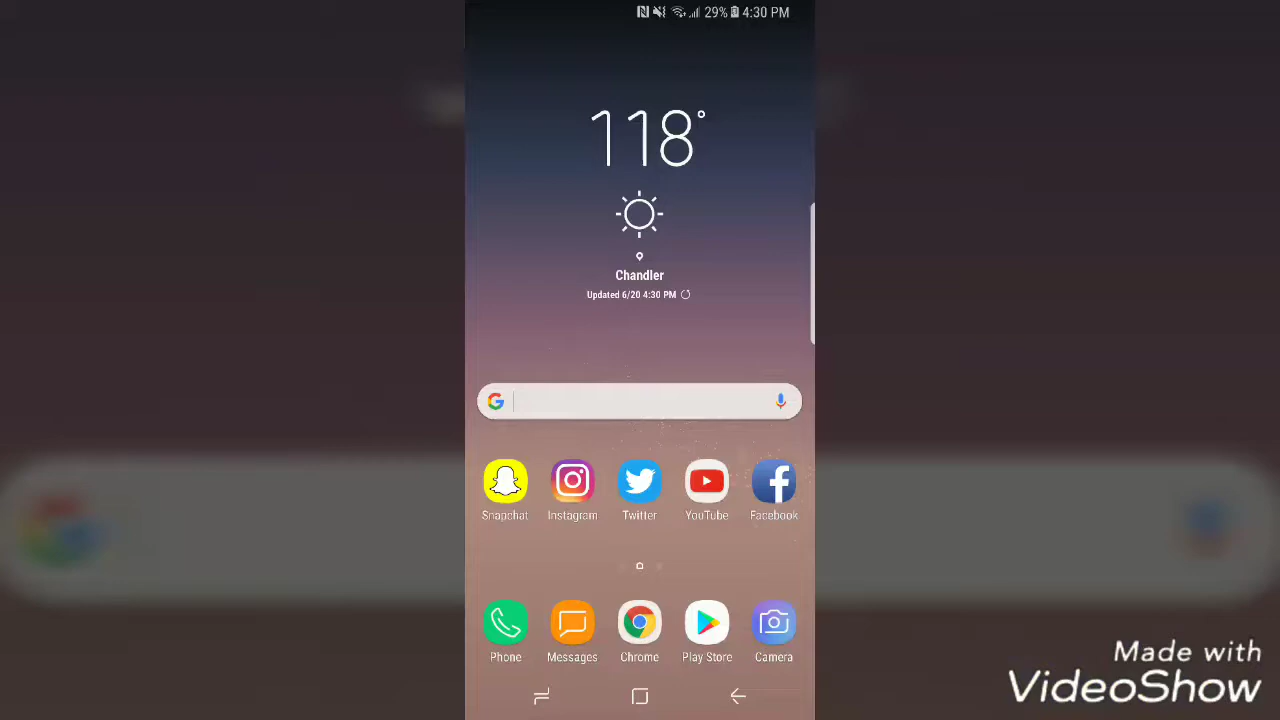 29% 4:30 PM
118°
Chandler
Updated 6/20 4:30 PM
Snapchat Instagram Twitter YouTube Facebook
Phone Messages Chrome Play Store Camera
Made with
VideoShow